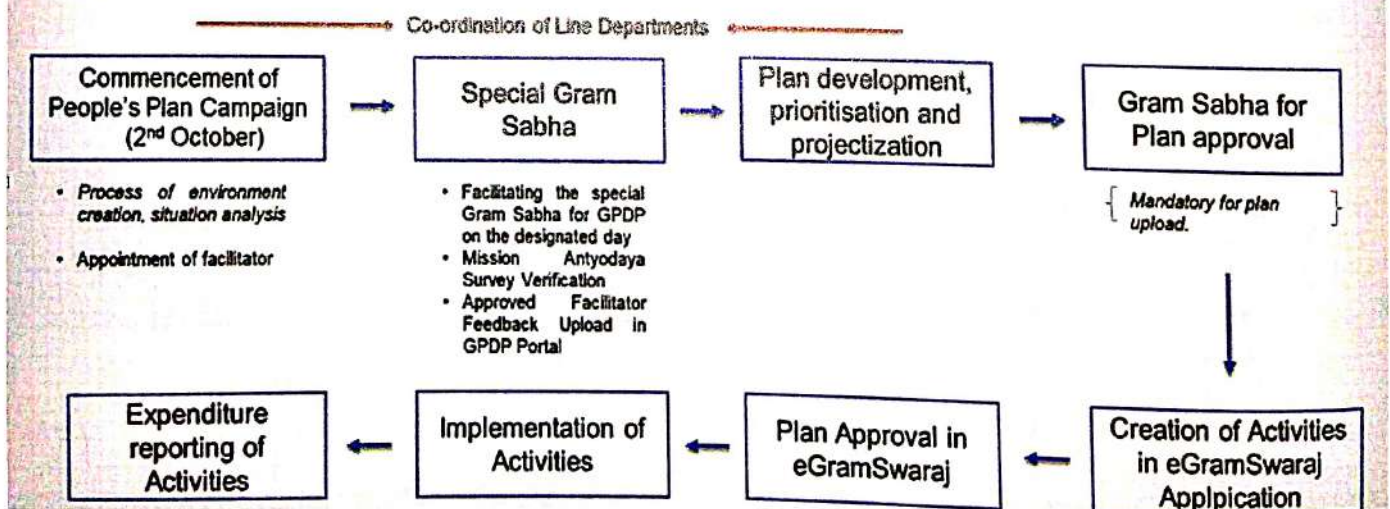 Co-ordination of Line Departments
Commencement of
People's Plan Campaign
(2nd October)
• Process of environment
creation, situation analysis
• Appointment of facilitator
Special Gram
Sabha
• Facilitating the special
Gram Sabha for GPDP
on the designated day
• Mission Antyodaya
Survey Verification
• Approved Facilitator
Feedback Upload in
GPDP Portal
Plan development,
prioritisation and
projectization
Gram Sabha for
Plan approval
{ Mandatory for plan }
upload.
Creation of Activities
in eGramSwaraj
Applpication
Plan Approval in
eGramSwaraj
Implementation of
Activities
Expenditure
reporting of
Activities